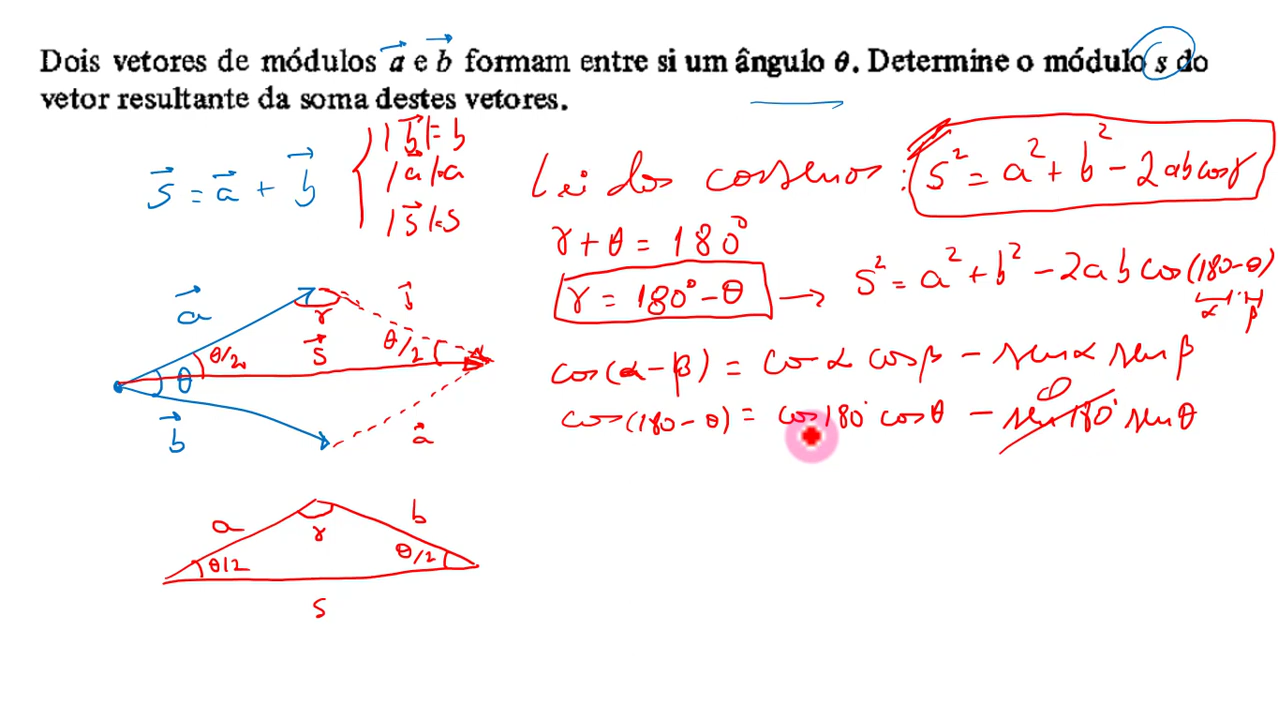 Dois vetores de módulos a⃗ e b⃗ formam entre si um ângulo θ. Determine o módulo s do
vetor resultante da soma destes vetores.
s⃗ = a⃗ + b⃗
|b⃗|= b
|a⃗|=a
|s⃗|=s
Lei dos cossenos : s² = a² + b² - 2ab cos γ
γ + θ = 180°
γ = 180° - θ → s² = a² + b² - 2ab cos(180-θ)
α β
cos(α - β) = cos α cos β - sen α sen β
0
cos(180 - θ) = cos 180° cos θ - sen 180° sen θ
a⃗
γ
θ/2
s⃗
θ/2
θ
b⃗
a⃗
a
γ
b
θ/2
θ/2
s